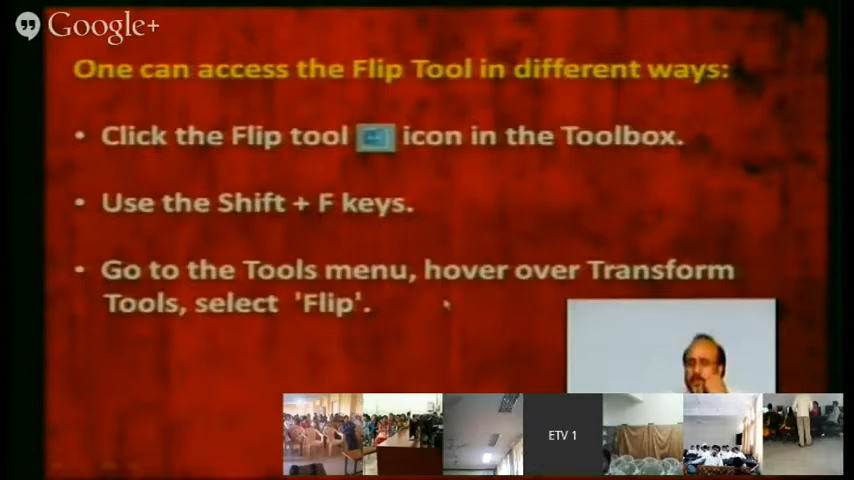 Google+
One can access the Flip Tool in different ways:
• Click the Flip tool icon in the Toolbox.
• Use the Shift + F keys.
• Go to the Tools menu, hover over Transform
Tools, select 'Flip'.
ETV 1